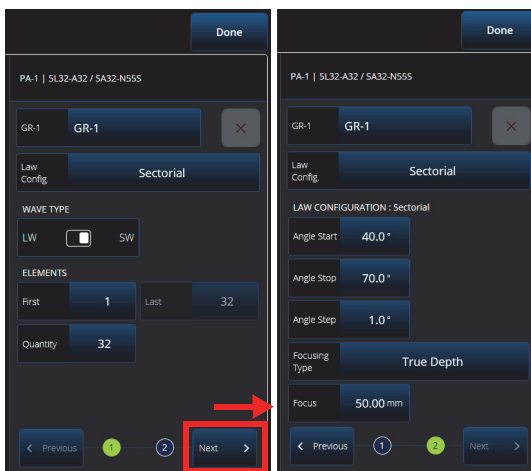 Done
PA-1 | 5L32-A32 / SA32-N55S
GR-1 GR-1 ×
Law
Config. Sectorial
WAVE TYPE
LW SW
ELEMENTS
First 1 Last 32
Quantity 32
< Previous 1 2 Next >
Done
PA-1 | 5L32-A32 / SA32-N55S
GR-1 GR-1 ×
Law
Config. Sectorial
LAW CONFIGURATION : Sectorial
Angle Start 40.0°
Angle Stop 70.0°
Angle Step 1.0°
Focusing
Type True Depth
Focus 50.00 mm
< Previous 1 2 Next >